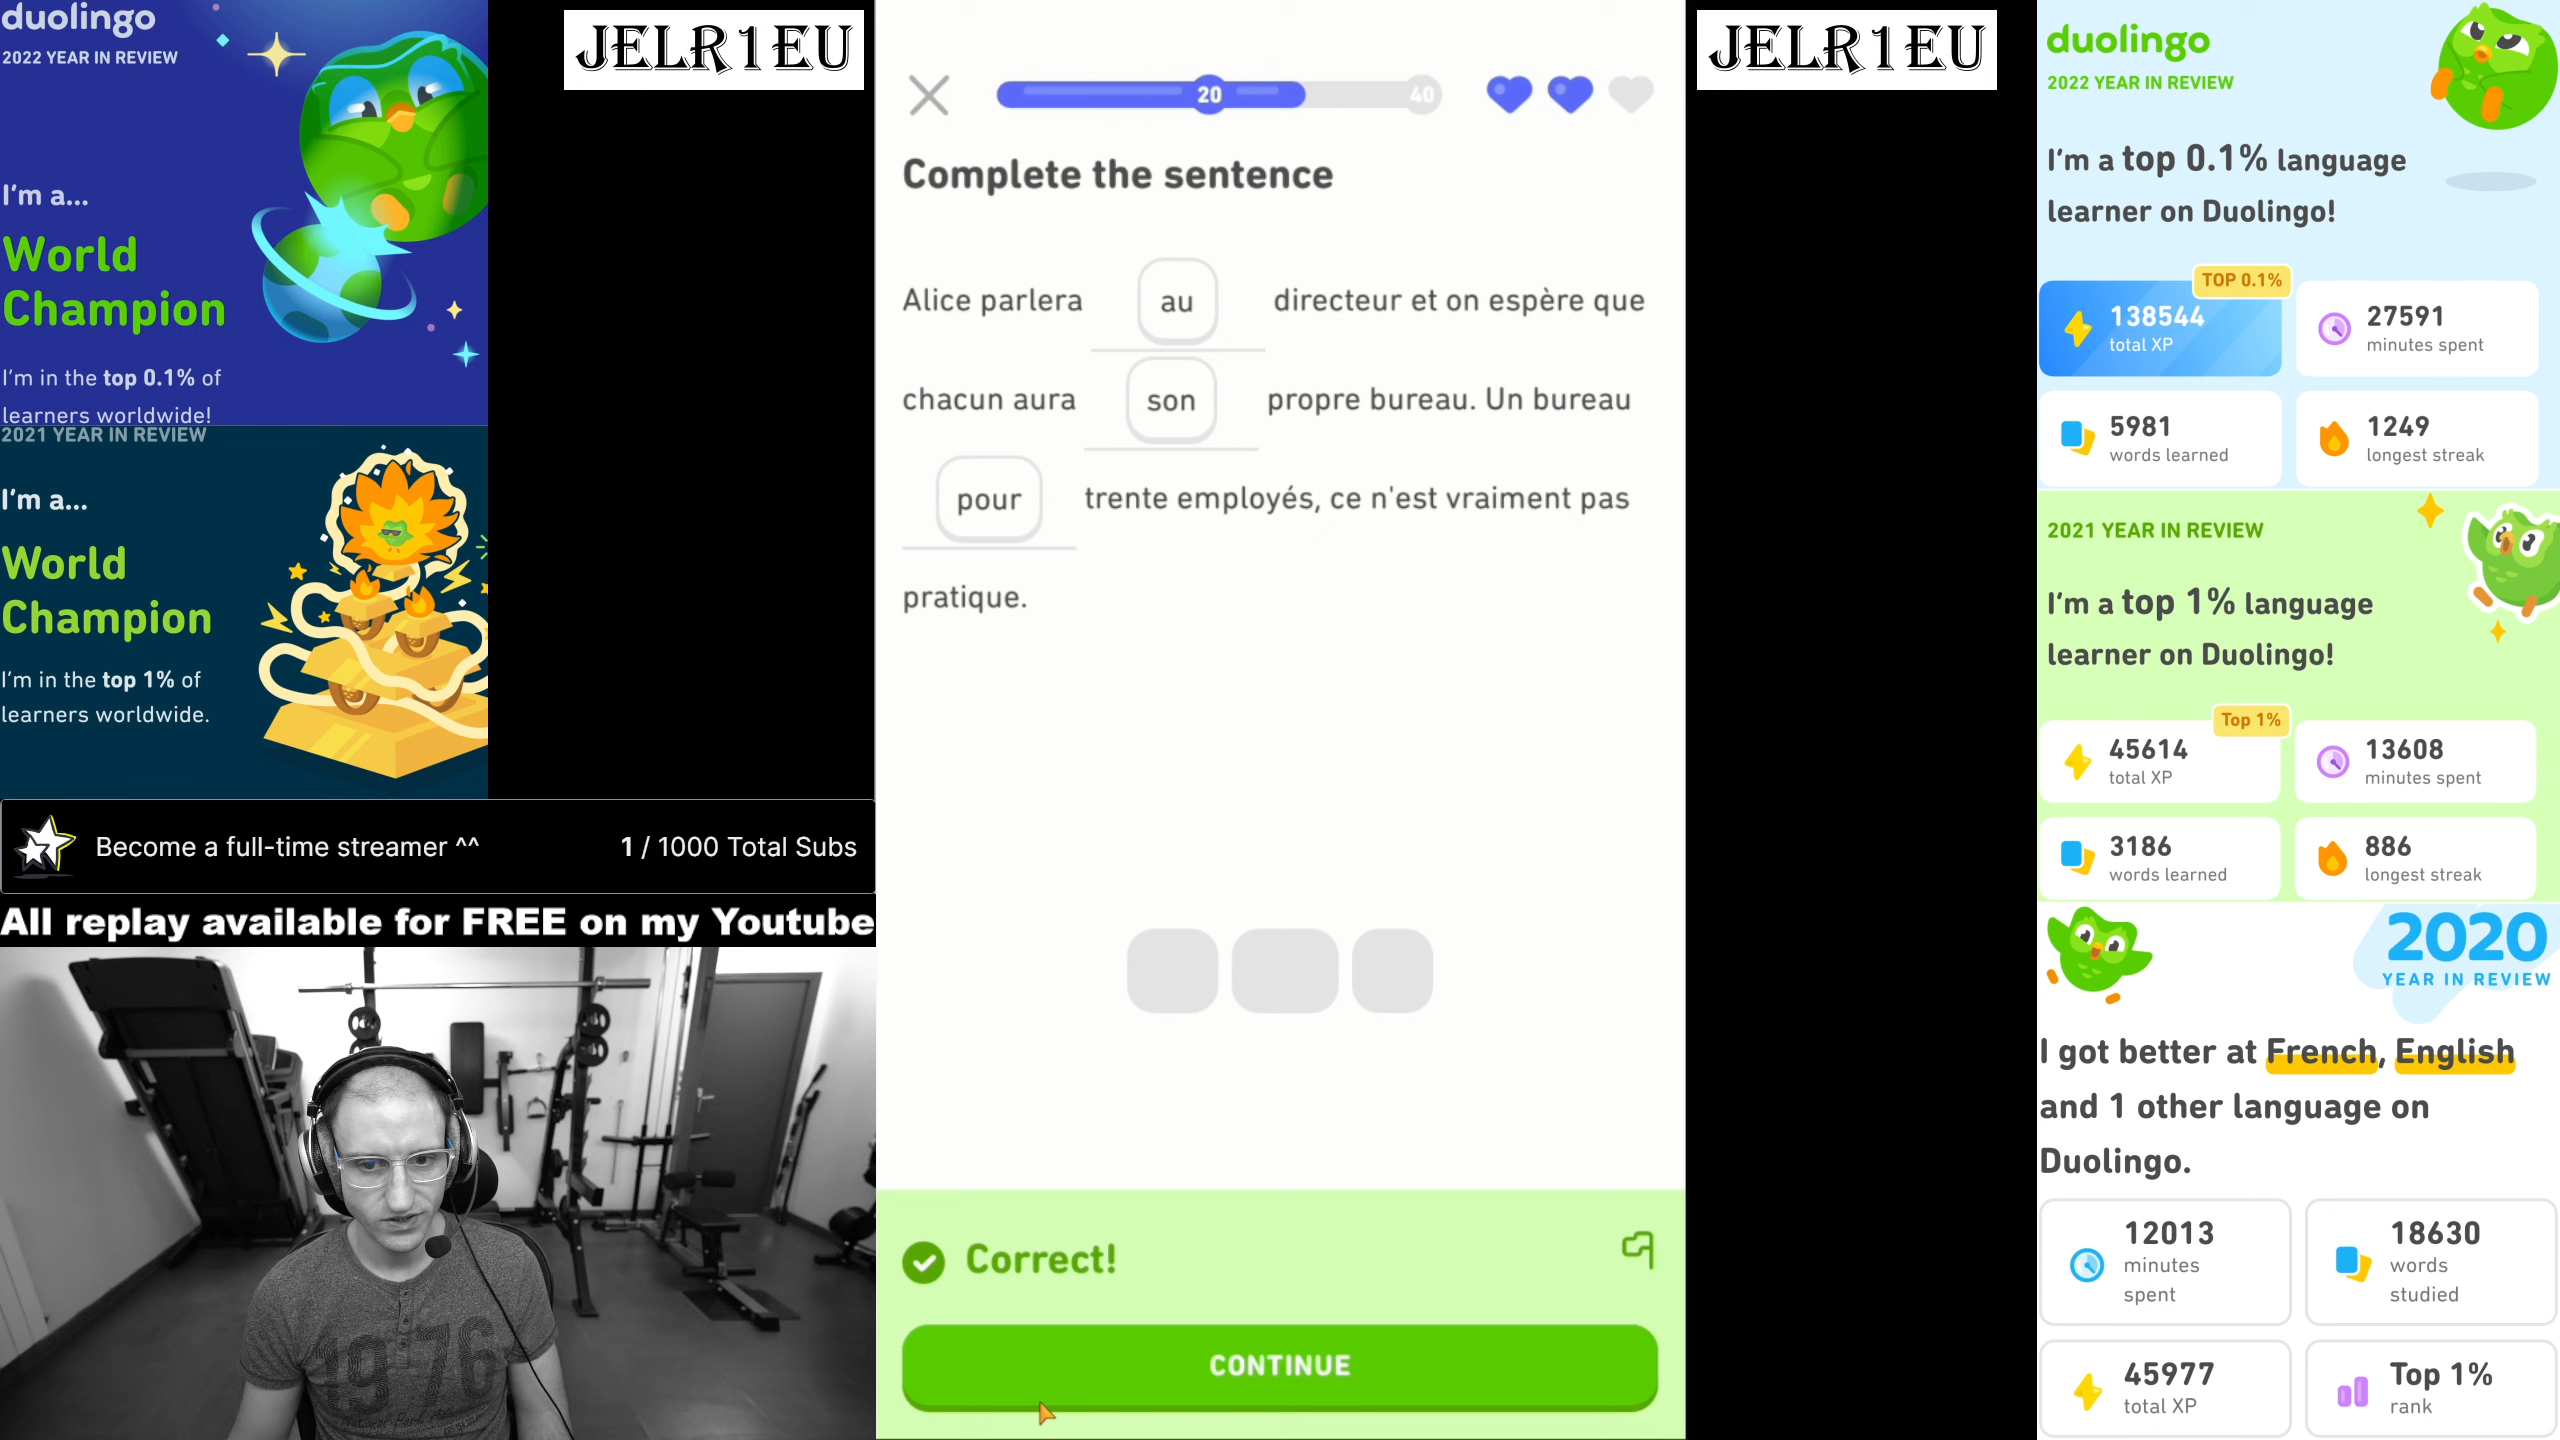 duolingo
2022 YEAR IN REVIEW
I'm a...
World
Champion
I'm in the top 0.1% of
learners worldwide!
2021 YEAR IN REVIEW
I'm a...
World
Champion
I'm in the top 1% of
learners worldwide.
Become a full-time streamer ^^ 1 / 1000 Total Subs
All replay available for FREE on my Youtube
1976
JELR1EU
20 40
Complete the sentence
Alice parlera au directeur et on espère que
chacun aura son propre bureau. Un bureau
pour trente employés, ce n'est vraiment pas
pratique.
Correct!
CONTINUE
JELR1EU
duolingo
2022 YEAR IN REVIEW
I'm a top 0.1% language
learner on Duolingo!
TOP 0.1%
138544
total XP
27591
minutes spent
5981
words learned
1249
longest streak
2021 YEAR IN REVIEW
I'm a top 1% language
learner on Duolingo!
Top 1%
45614
total XP
13608
minutes spent
3186
words learned
886
longest streak
2020
YEAR IN REVIEW
I got better at French, English
and 1 other language on
Duolingo.
12013
minutes
spent
18630
words
studied
45977
total XP
Top 1%
rank